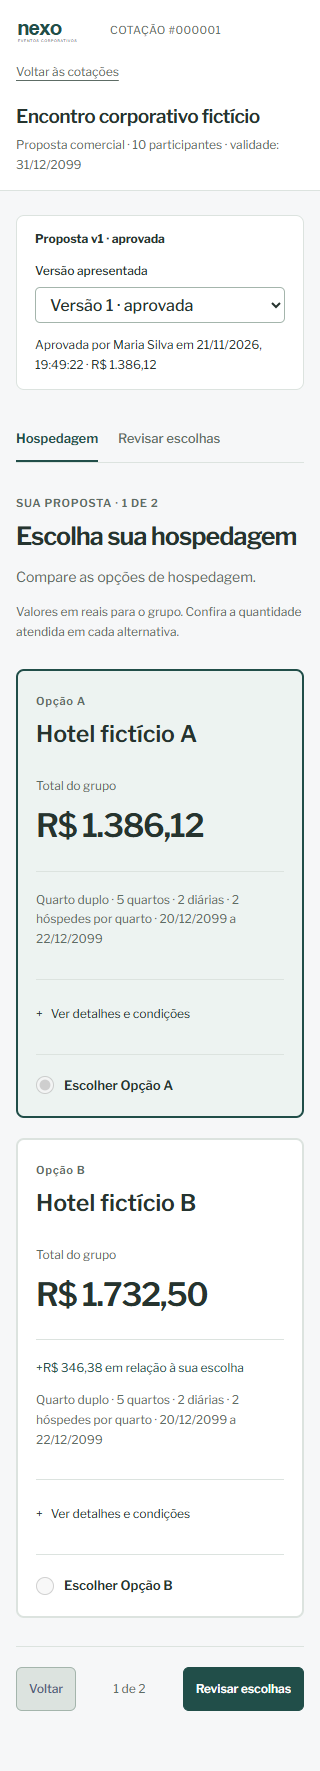 nexo
EVENTOS CORPORATIVOS
COTAÇÃO #000001
Voltar às cotações
Encontro corporativo fictício
Proposta comercial · 10 participantes · validade:
31/12/2099
Proposta v1 · aprovada
Versão apresentada
Versão 1 · aprovada
Aprovada por Maria Silva em 21/11/2026,
19:49:22 · R$ 1.386,12
Hospedagem
Revisar escolhas
SUA PROPOSTA · 1 DE 2
Escolha sua hospedagem
Compare as opções de hospedagem.
Valores em reais para o grupo. Confira a quantidade
atendida em cada alternativa.
Opção A
Hotel fictício A
Total do grupo
R$ 1.386,12
Quarto duplo · 5 quartos · 2 diárias · 2
hóspedes por quarto · 20/12/2099 a
22/12/2099
+ Ver detalhes e condições
Escolher Opção A
Opção B
Hotel fictício B
Total do grupo
R$ 1.732,50
+R$ 346,38 em relação à sua escolha
Quarto duplo · 5 quartos · 2 diárias · 2
hóspedes por quarto · 20/12/2099 a
22/12/2099
+ Ver detalhes e condições
Escolher Opção B
Voltar
1 de 2
Revisar escolhas